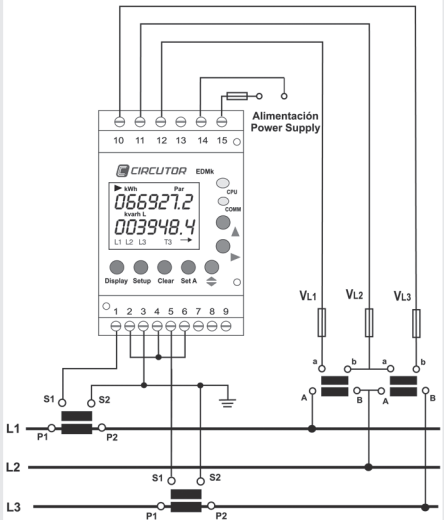 10 11 12 13 14 15
Alimentación
Power Supply
CIRCUTOR EDMk
kWh Par
066927.2
kvarh L
003948.4
L1 L2 L3 T3
CPU
COMM
Display Setup Clear Set A
1 2 3 4 5 6 7 8 9
VL1 VL2 VL3
a b a b
A B A B
S1 S2
L1 P1 P2
L2
S1 S2
L3
P1 P2